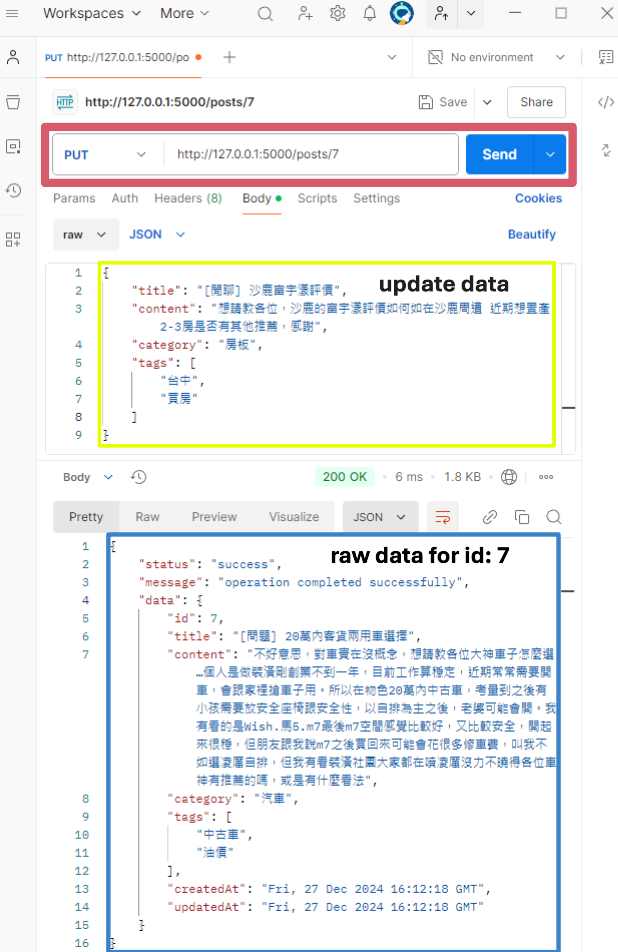 Workspaces More
PUT http://127.0.0.1:5000/po No environment
HTTP http://127.0.0.1:5000/posts/7 Save Share
PUT http://127.0.0.1:5000/posts/7 Send
Params Auth Headers (8) Body Scripts Settings Cookies
raw JSON Beautify
1 {
update data
2 "title": "[閒聊] 沙鹿富宇漾評價",
3 "content": "想請教各位，沙鹿的富宇漾評價如何如在沙鹿周遭 近期想置產
2-3房是否有其他推薦，感謝",
4 "category": "房板",
5 "tags": [
6 "台中",
7 "買房"
8 ]
9 }
Body 200 OK 6 ms 1.8 KB
Pretty Raw Preview Visualize JSON
1 {
raw data for id: 7
2 "status": "success",
3 "message": "operation completed successfully",
4 "data": {
5 "id": 7,
6 "title": "[問題] 20萬內客貨兩用車選擇",
7 "content": "不好意思，對車實在沒概念，想請教各位大神車子怎麼選
…個人是做裝潢剛創業不到一年，目前工作算穩定，近期常常需要開
車，會跟家裡搶車子用。所以在物色20萬內中古車，考量到之後有
小孩需要放安全座椅跟安全性，以自排為主之後，老婆可能會開。我
有看的是Wish.馬5.m7最後m7空間感覺比較好，又比較安全，開起
來很穩，但朋友跟我說m7之後買回來可能會花很多修車費，叫我不
如選凌厲自排，但我有看裝潢社團大家都在噴凌厲沒力不曉得各位車
神有推薦的嗎，或是有什麼看法",
8 "category": "汽車",
9 "tags": [
10 "中古車",
11 "油價"
12 ],
13 "createdAt": "Fri, 27 Dec 2024 16:12:18 GMT",
14 "updatedAt": "Fri, 27 Dec 2024 16:12:18 GMT"
15 }
16 }